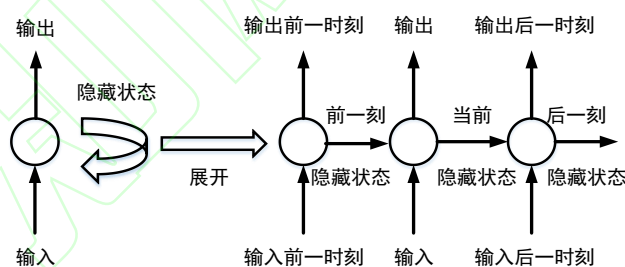 输出
输出前一时刻
输出
输出后一时刻
隐藏状态
前一刻
当前
后一刻
展开
隐藏状态
隐藏状态
隐藏状态
输入
输入前一时刻
输入
输入后一时刻